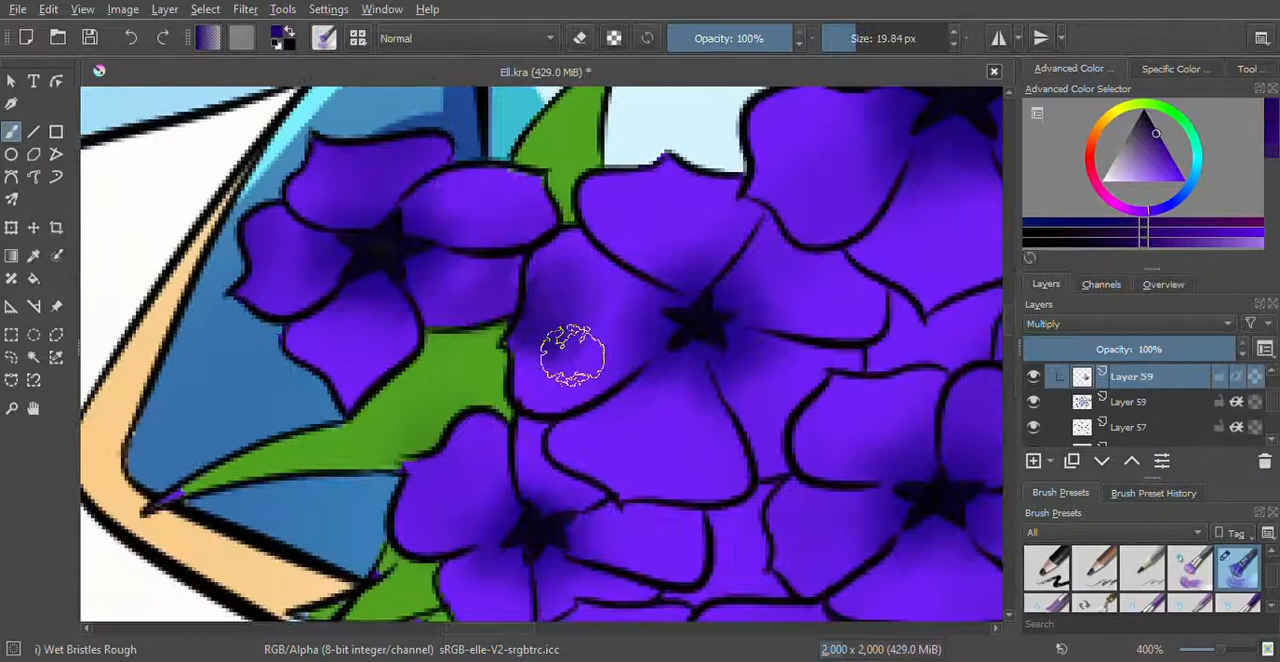 File Edit View Image Layer Select Filter Tools Settings Window Help
Normal Opacity: 100% Size: 19.84 px
Ell.kra (429.0 MiB) *
Advanced Color ... Specific Color ... Tool ...
Advanced Color Selector
Layers Channels Overview
Layers
Multiply
Opacity: 100%
Layer 59
Layer 59
Layer 57
Brush Presets Brush Preset History
Brush Presets
All Tag
Search
i) Wet Bristles Rough RGB/Alpha (8-bit integer/channel) sRGB-elle-V2-srgbtrc.icc 2,000 x 2,000 (429.0 MiB) 400%